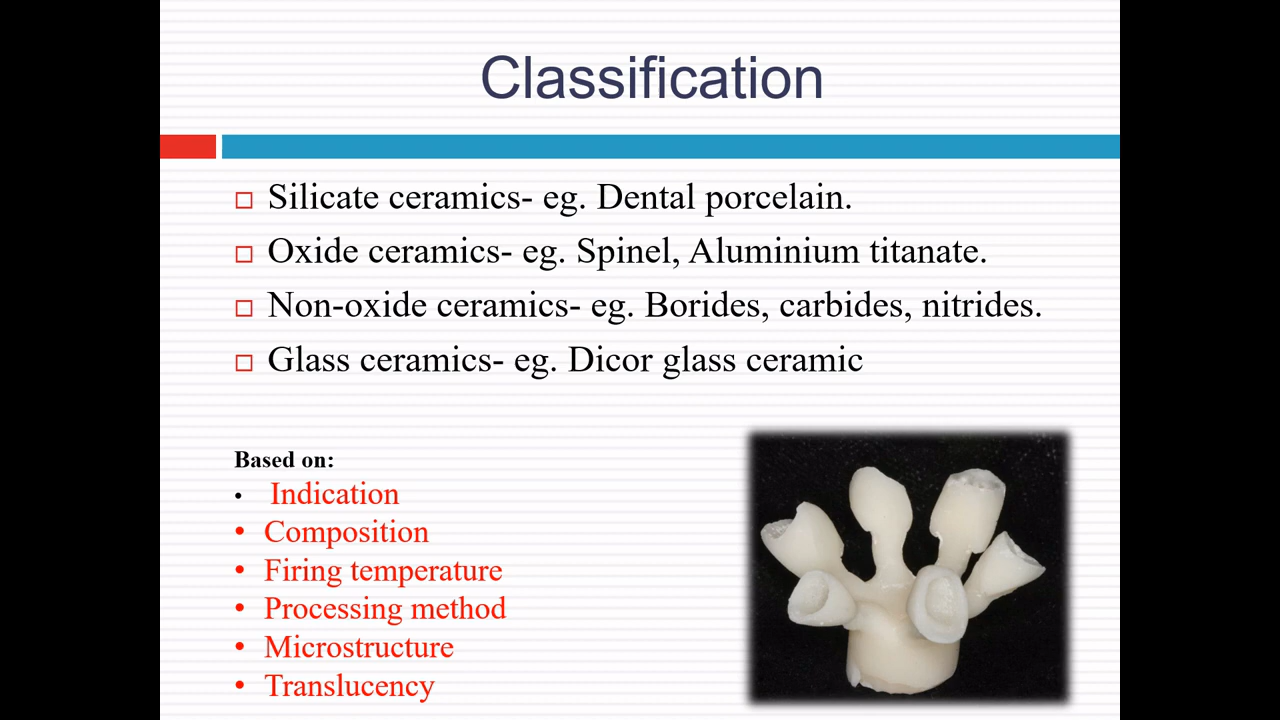 Classification
Silicate ceramics- eg. Dental porcelain.
Oxide ceramics- eg. Spinel, Aluminium titanate.
Non-oxide ceramics- eg. Borides, carbides, nitrides.
Glass ceramics- eg. Dicor glass ceramic
Based on:
• Indication
• Composition
• Firing temperature
• Processing method
• Microstructure
• Translucency